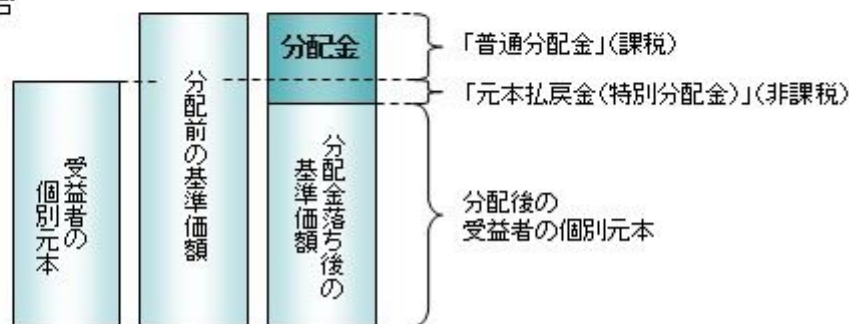 分配金
「普通分配金」(課税)
「元本払戻金(特別分配金)」(非課税)
受益者の
個別元本
分配前の基準価額
分配金落ち後の
基準価額
分配後の
受益者の個別元本